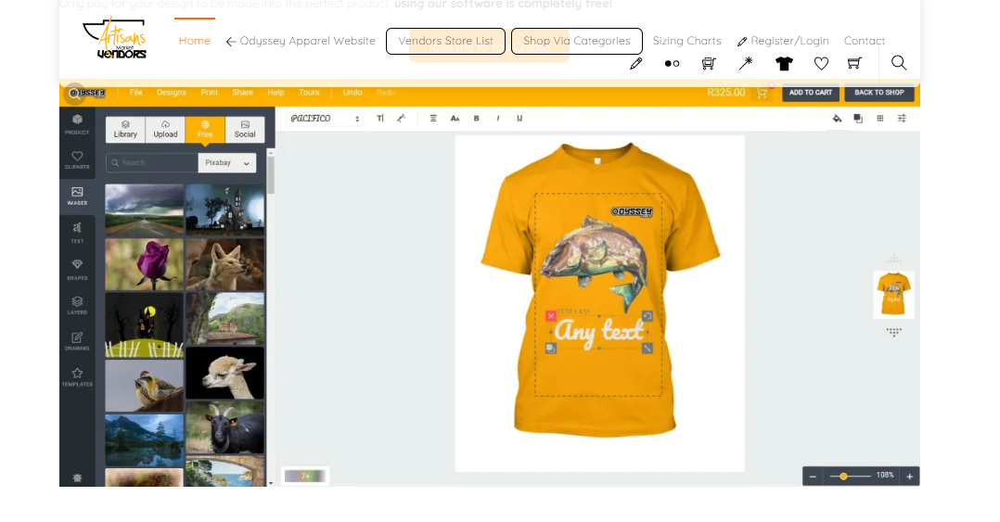 Only pay for your design to be made into the perfect product, using our software is completely free!
Artisans
Market
VENDORS
Home
Odyssey Apparel Website
Vendors Store List
Shop Via Categories
Sizing Charts
Register/Login
Contact
ODYSSEY
File
Designs
Print
Share
Help
Tours
Undo
Redo
R325.00
ADD TO CART
BACK TO SHOP
PRODUCT
CLIPARTS
IMAGES
TEXT
SHAPES
LAYERS
DRAWING
TEMPLATES
Library
Upload
Free
Social
Search
Pixabay
PACIFICO
B
I
U
ODYSSEY
Any text
108%